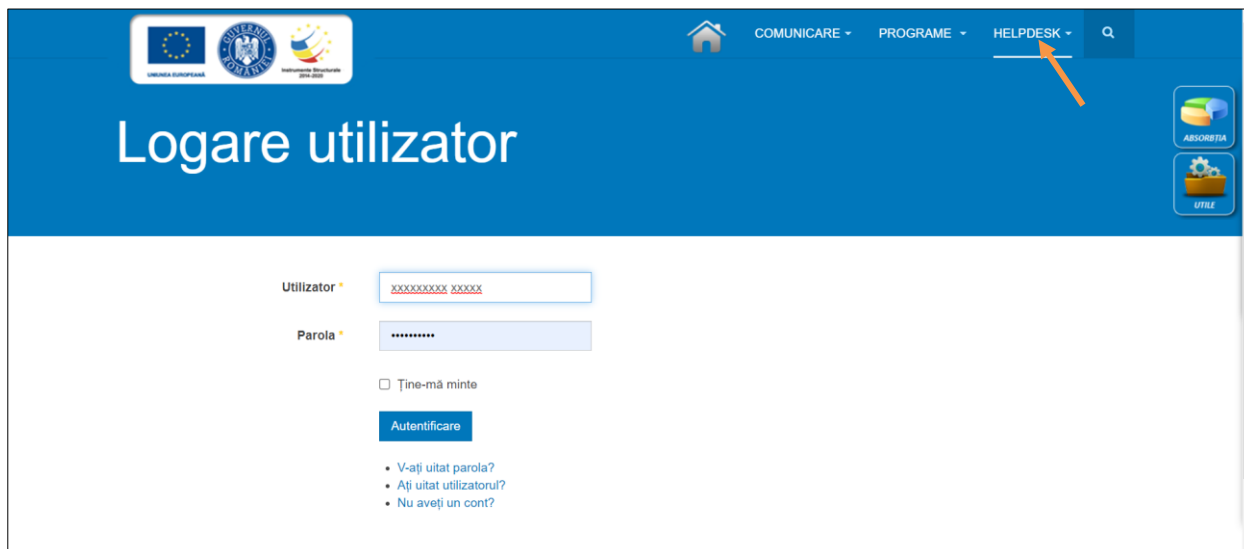 UNIUNEA EUROPEANĂ
GUVERNUL ROMÂNIEI
Instrumente Structurale
2014-2020
COMUNICARE
PROGRAME
HELPDESK
Logare utilizator
ABSORBȚIA
UTILE
Utilizator *
xxxxxxxxx xxxxx
Parola *
••••••••••
Ține-mă minte
Autentificare
• V-ați uitat parola?
• Ați uitat utilizatorul?
• Nu aveți un cont?